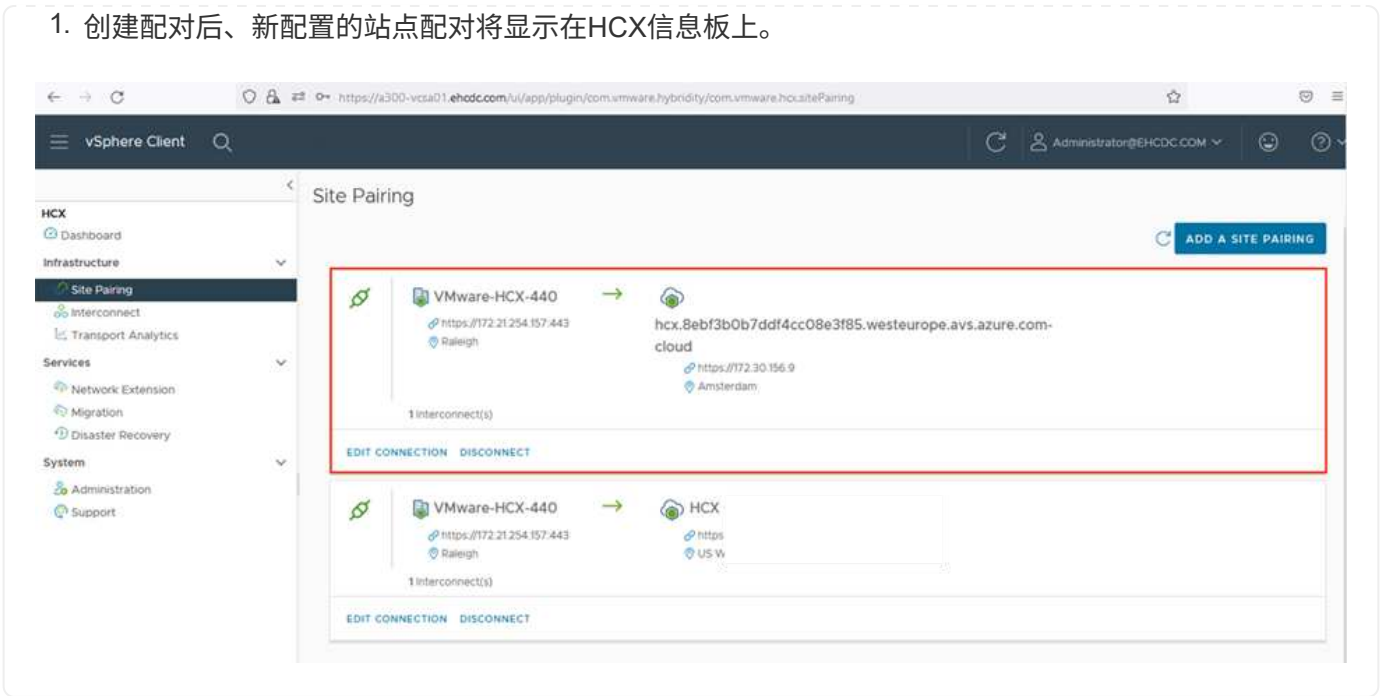 1. 创建配对后、新配置的站点配对将显示在HCX信息板上。
https://a300-vcsa01.ehcdc.com/ui/app/plugin/com.vmware.hybridity/com.vmware.hcx.sitePairing
vSphere Client
Administrator@EHCDC.COM
Site Pairing
HCX
Dashboard
ADD A SITE PAIRING
Infrastructure
Site Pairing
Interconnect
Transport Analytics
Services
Network Extension
Migration
Disaster Recovery
System
Administration
Support
VMware-HCX-440
https://172.21.254.157:443
Raleigh
hcx.8ebf3b0b7ddf4cc08e3f85.westeurope.avs.azure.com-
cloud
https://172.30.156.9
Amsterdam
1 Interconnect(s)
EDIT CONNECTION DISCONNECT
VMware-HCX-440
https://172.21.254.157:443
Raleigh
HCX
https
US W
1 Interconnect(s)
EDIT CONNECTION DISCONNECT